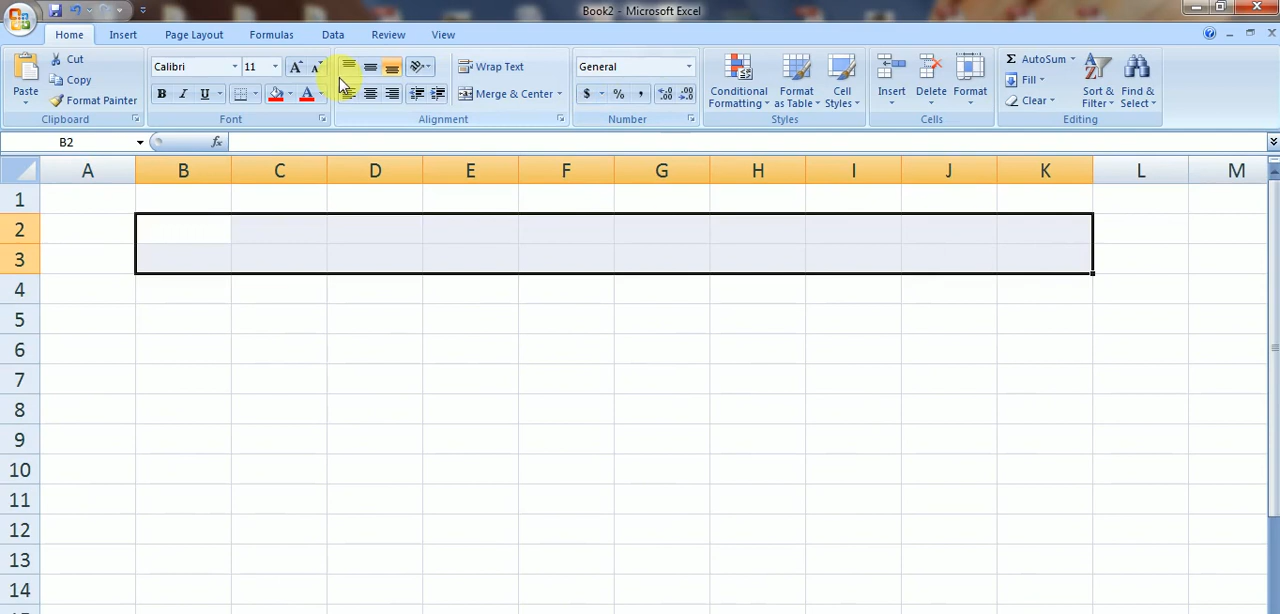 Book2 - Microsoft Excel
Home Insert Page Layout Formulas Data Review View
Paste
Cut
Copy
Format Painter
Clipboard
Calibri 11
B I U
Font
Wrap Text
Merge & Center
Alignment
General
$ % ,
Number
Conditional Formatting
Format as Table
Cell Styles
Styles
Insert Delete Format
Cells
Σ AutoSum
Fill
Clear
Sort & Filter
Find & Select
Editing
B2 fx
A B C D E F G H I J K L M
1
2
3
4
5
6
7
8
9
10
11
12
13
14